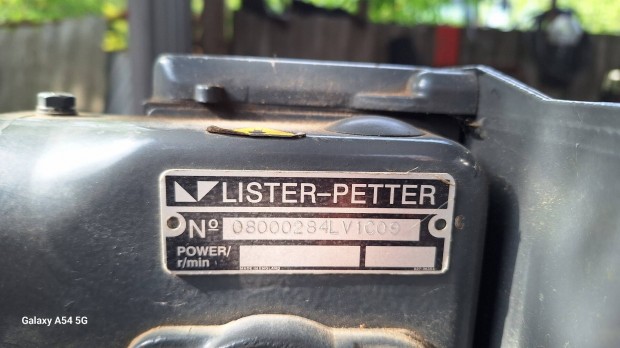 LISTER-PETTER
Nº 08000284LV1C09
POWER/
r/min
Galaxy A54 5G